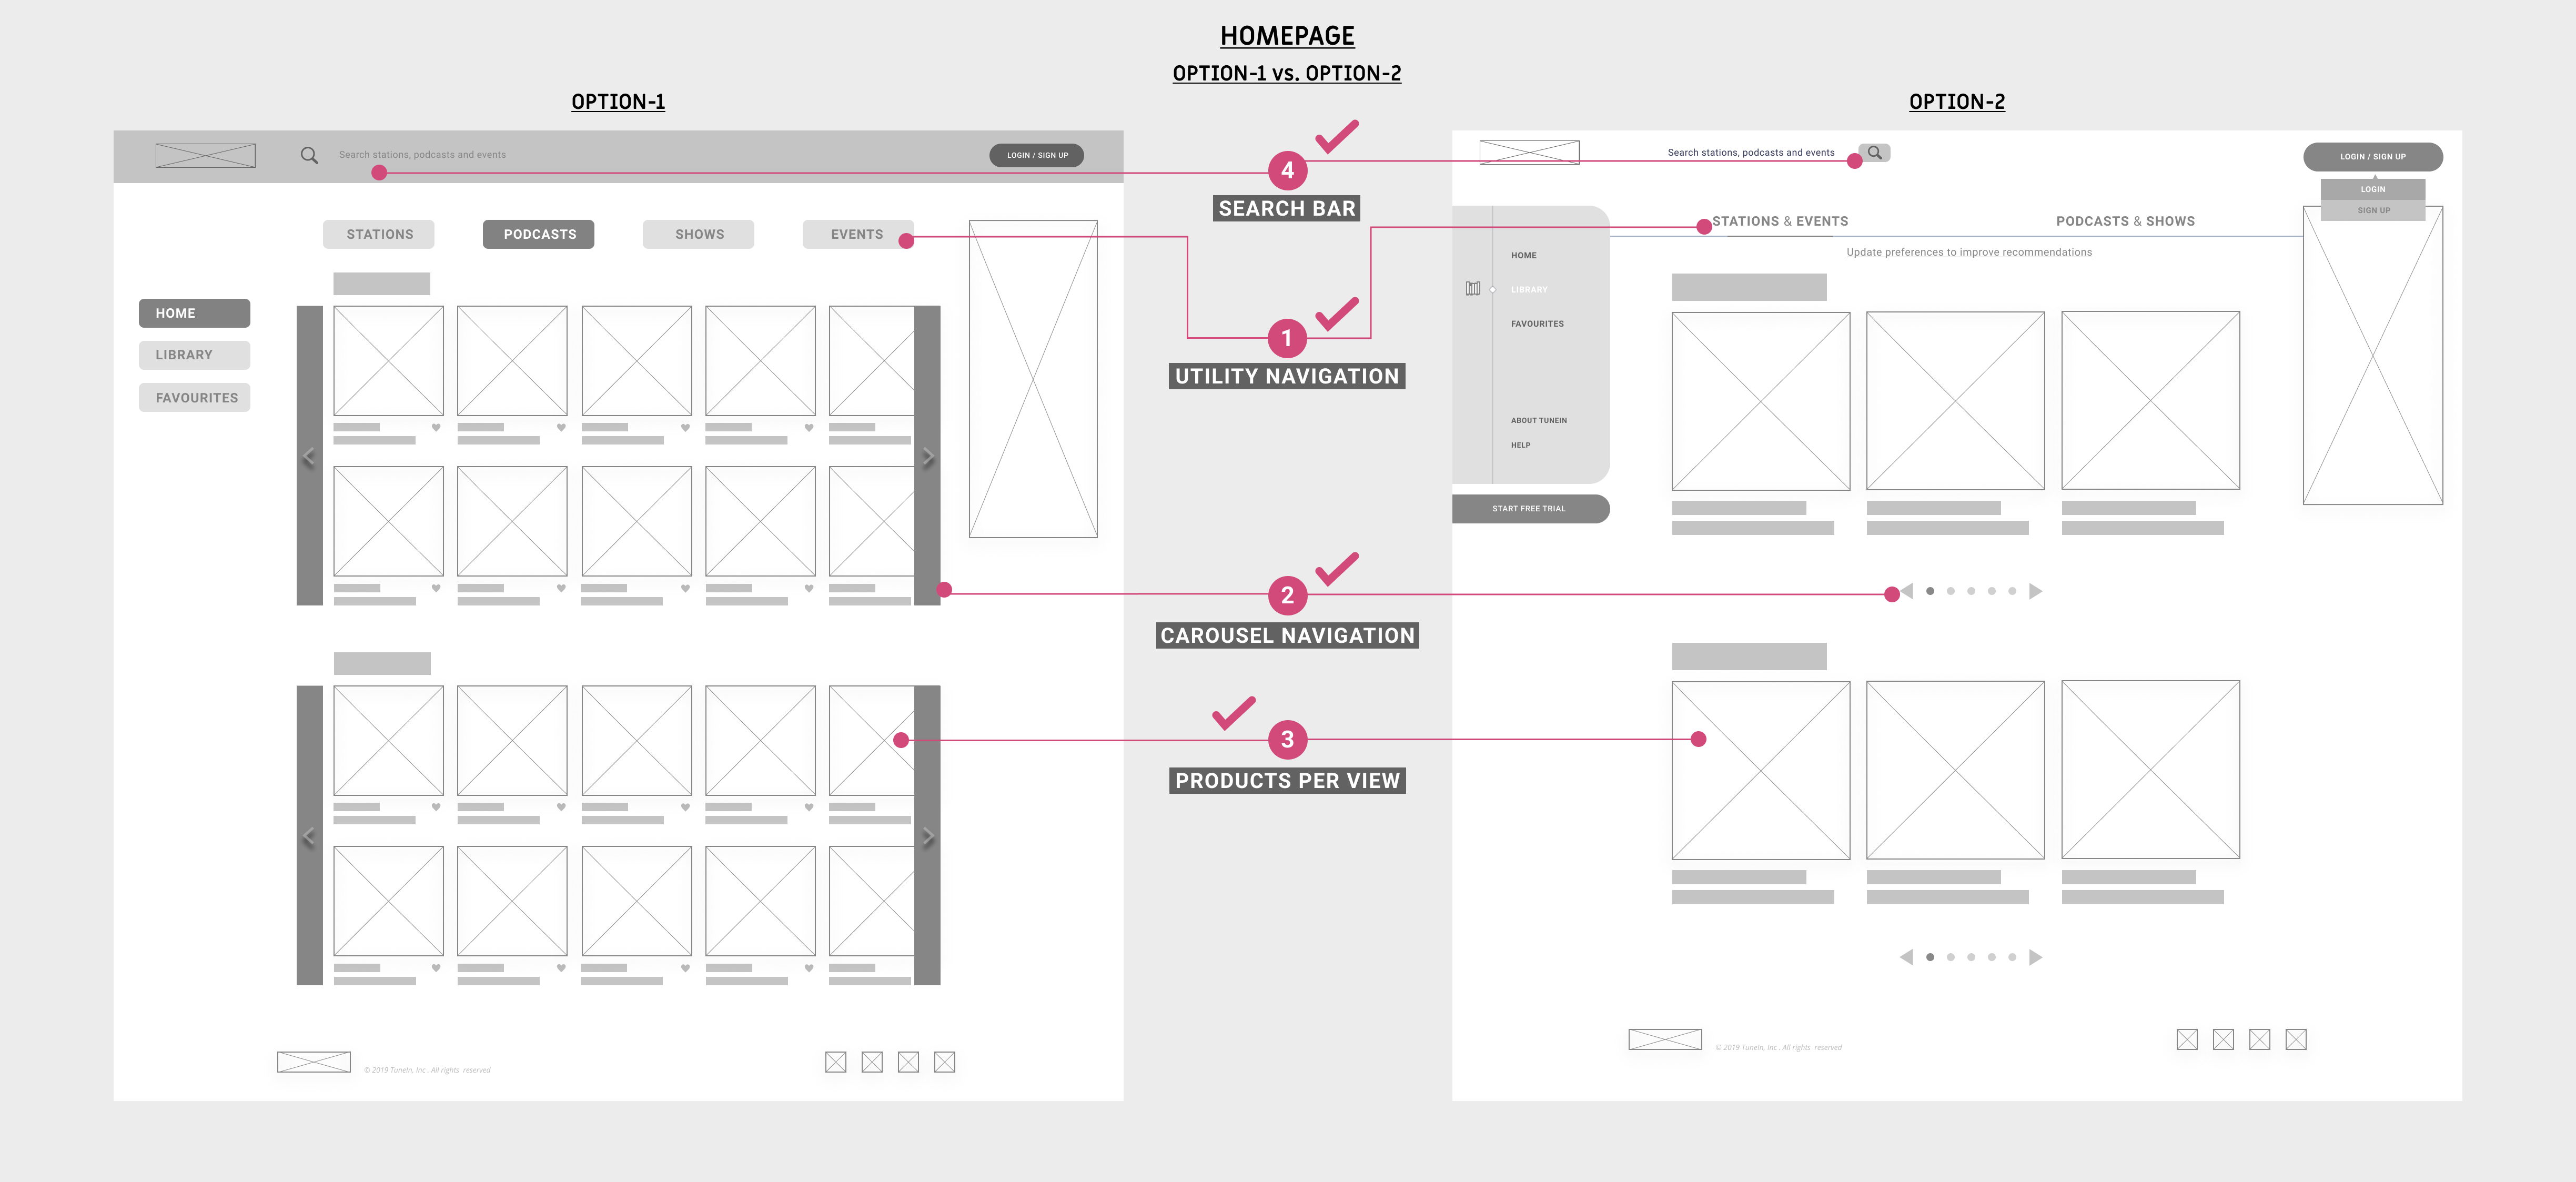 HOMEPAGE
OPTION-1 vs. OPTION-2
OPTION-1
Search stations, podcasts and events
LOGIN / SIGN UP
STATIONS
PODCASTS
SHOWS
EVENTS
HOME
LIBRARY
FAVOURITES
© 2019 TuneIn, Inc . All rights reserved
4
SEARCH BAR
1
UTILITY NAVIGATION
2
CAROUSEL NAVIGATION
3
PRODUCTS PER VIEW
OPTION-2
Search stations, podcasts and events
LOGIN / SIGN UP
LOGIN
SIGN UP
STATIONS & EVENTS
PODCASTS & SHOWS
Update preferences to improve recommendations
HOME
LIBRARY
FAVOURITES
ABOUT TUNEIN
HELP
START FREE TRIAL
© 2019 TuneIn, Inc . All rights reserved